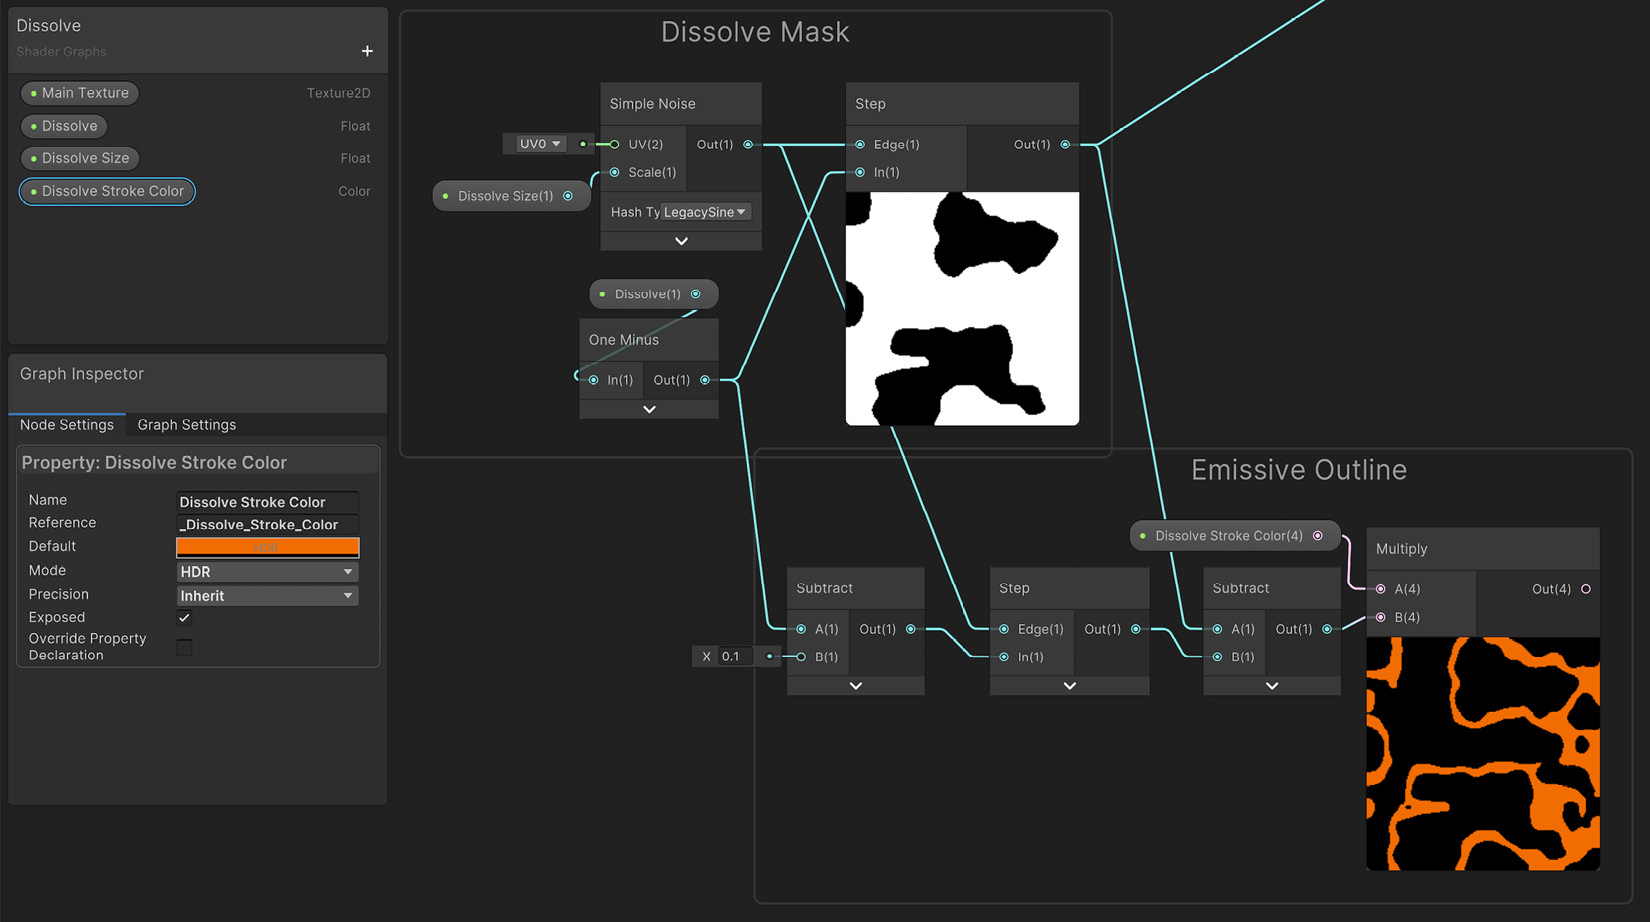 Dissolve
Shader Graphs
+
Main Texture Texture2D
Dissolve Float
Dissolve Size Float
Dissolve Stroke Color Color
Graph Inspector
Node Settings Graph Settings
Property: Dissolve Stroke Color
Name Dissolve Stroke Color
Reference _Dissolve_Stroke_Color
Default HDR
Mode HDR
Precision Inherit
Exposed
Override Property
Declaration
Dissolve Mask
Simple Noise
UV0
UV(2) Out(1)
Scale(1)
Dissolve Size(1)
Hash Ty LegacySine
Dissolve(1)
One Minus
In(1) Out(1)
Step
Edge(1) Out(1)
In(1)
Emissive Outline
Subtract
A(1) Out(1)
X 0.1
B(1)
Step
Edge(1) Out(1)
In(1)
Dissolve Stroke Color(4)
Subtract
A(1) Out(1)
B(1)
Multiply
A(4) Out(4)
B(4)